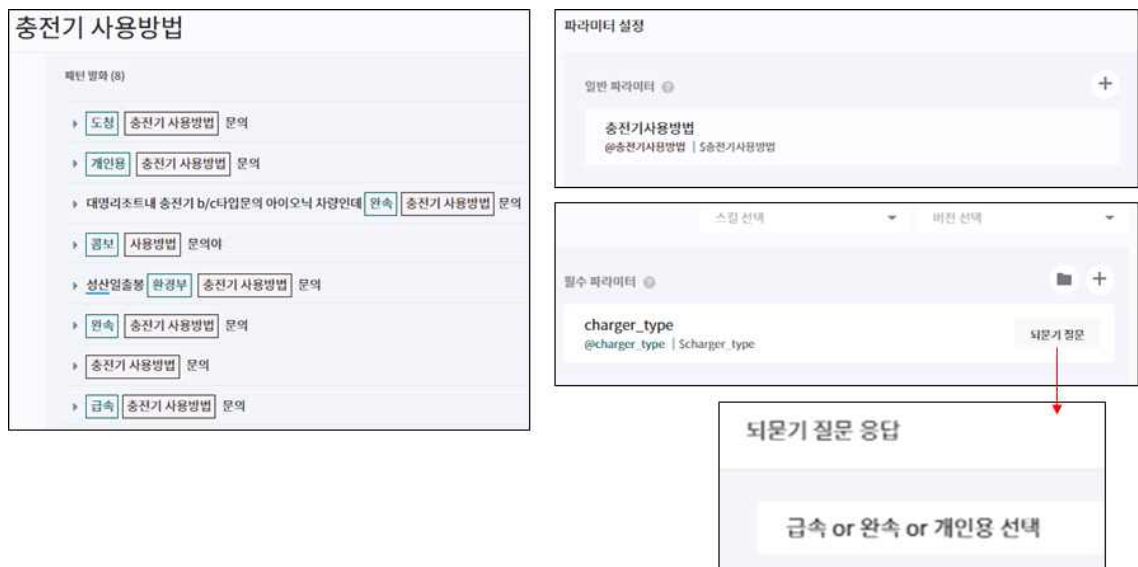 충전기 사용방법
패턴 발화 (8)
도청 충전기 사용방법 문의
개인용 충전기 사용방법 문의
대명리조트내 충전기 b/c타입문의 아이오닉 차량인데 완속 충전기 사용방법 문의
콤보 사용방법 문의야
성산일출봉 환경부 충전기 사용방법 문의
완속 충전기 사용방법 문의
충전기 사용방법 문의
급속 충전기 사용방법 문의
파라미터 설정
일반 파라미터
충전기사용방법
@충전기사용방법 | $충전기사용방법
스킬 선택 버전 선택
필수 파라미터
charger_type
@charger_type | $charger_type
되묻기 질문
되묻기 질문 응답
급속 or 완속 or 개인용 선택